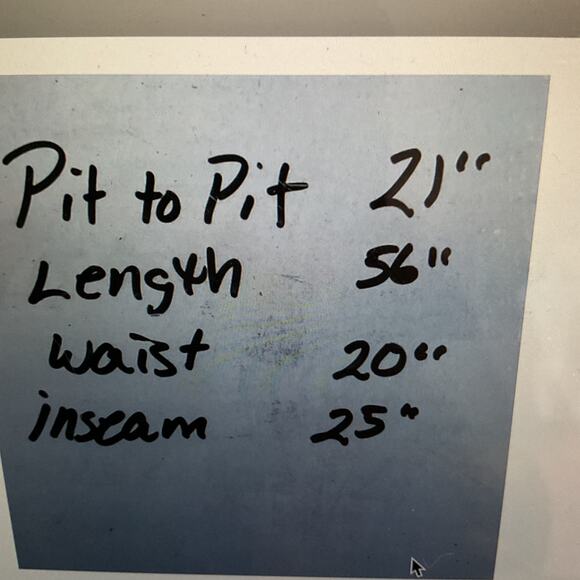 Pit to Pit 21"
Length 56"
waist 20"
inseam 25"